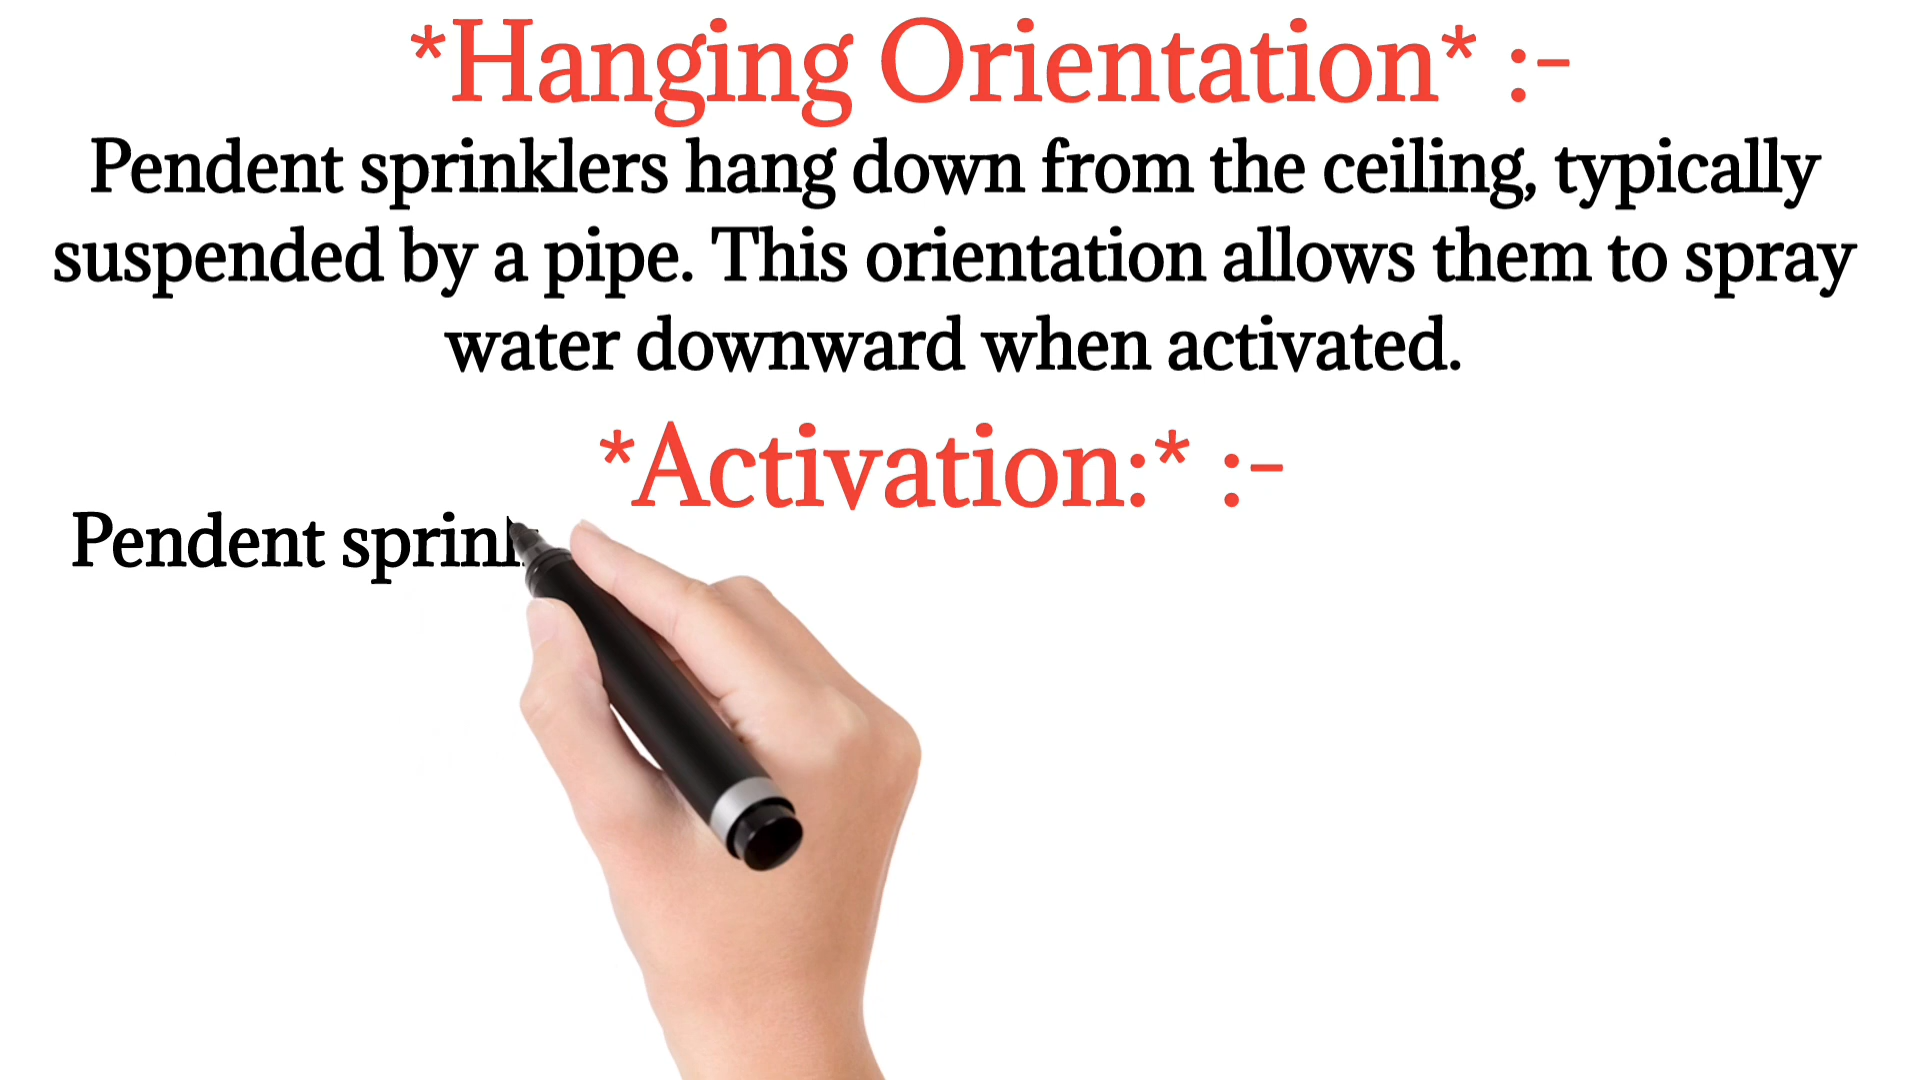 *Hanging Orientation* :-
Pendent sprinklers hang down from the ceiling, typically
suspended by a pipe. This orientation allows them to spray
water downward when activated.
*Activation:* :-
Pendent